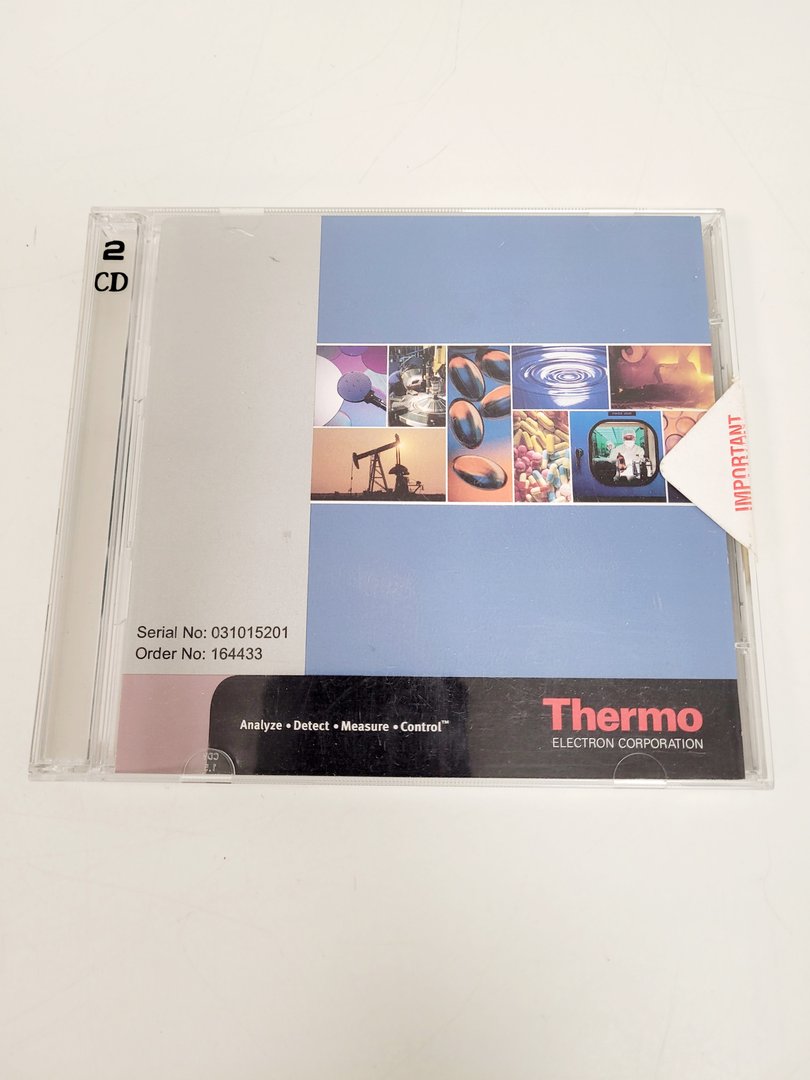 2
CD
IMPORTANT
Serial No: 031015201
Order No: 164433
Analyze • Detect • Measure • Control™
Thermo
ELECTRON CORPORATION